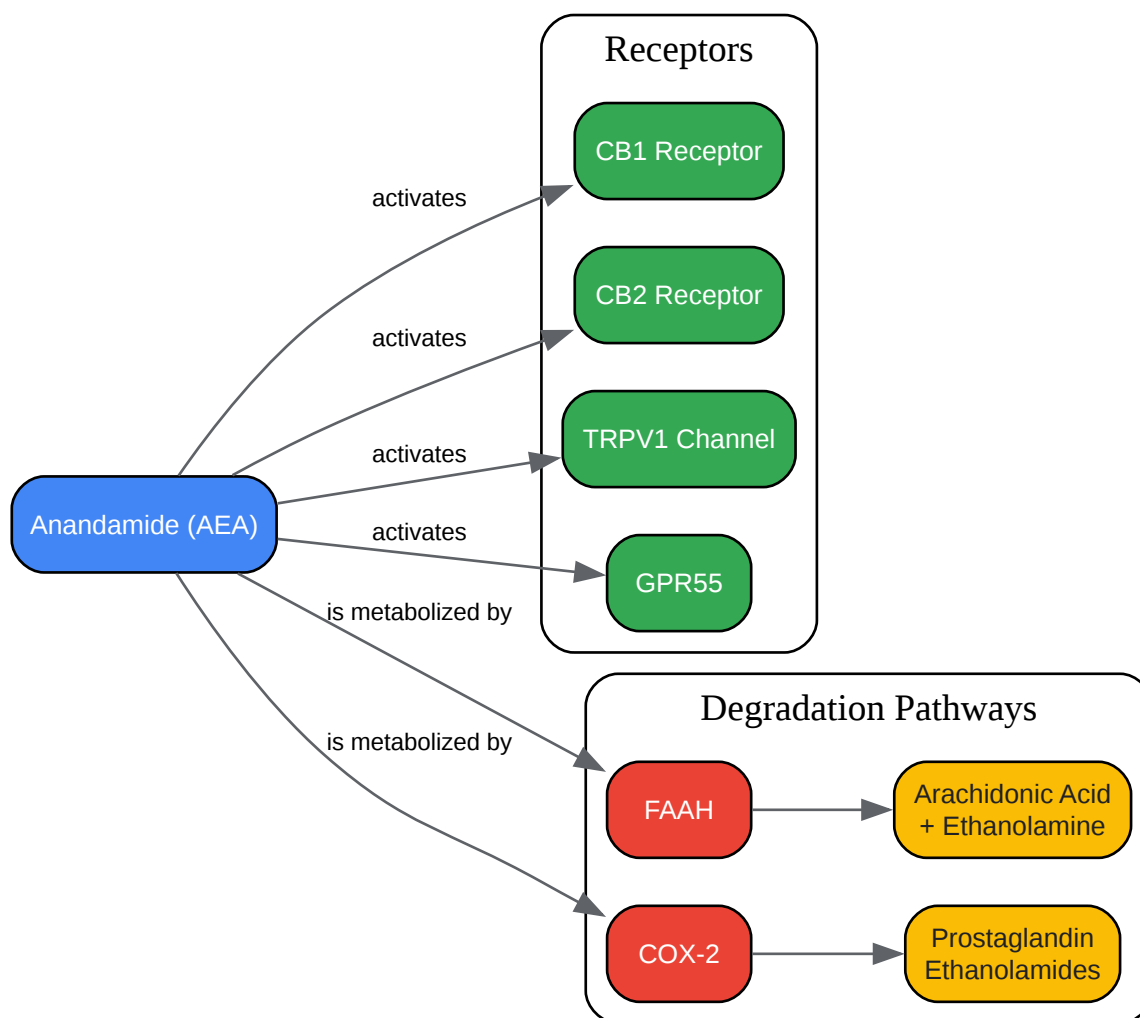 Receptors
CB1 Receptor
activates
CB2 Receptor
activates
TRPV1 Channel
activates
Anandamide (AEA)
activates
GPR55
is metabolized by
Degradation Pathways
is metabolized by
FAAH
Arachidonic Acid
+ Ethanolamine
COX-2
Prostaglandin
Ethanolamides